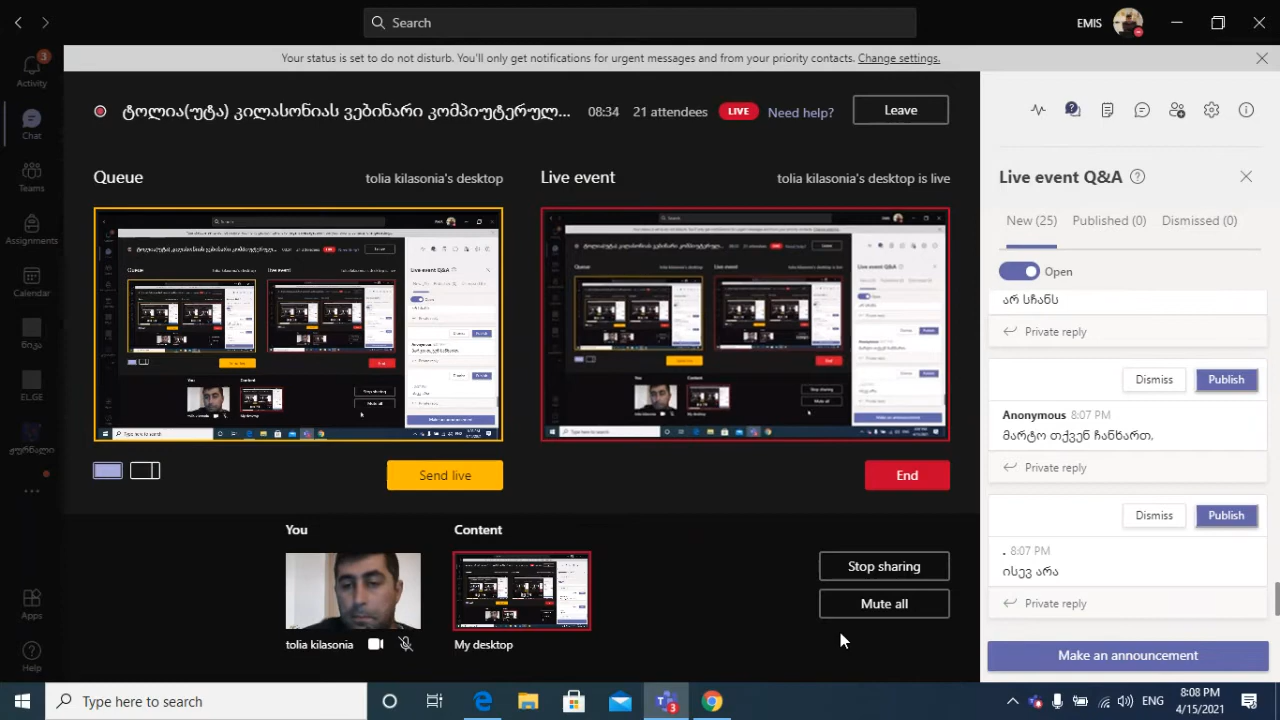 Search
EMIS
Your status is set to do not disturb. You'll only get notifications for urgent messages and from your priority contacts. Change settings.
3
Activity
Chat
Teams
Assignments
Calendar
ნიკა
ELGE
ჟურნალი
Apps
Help
ტოლია(უტა) კილასონიას ვებინარი კომპიუტერულ...
08:34
21 attendees
LIVE
Need help?
Leave
Queue
tolia kilasonia's desktop
Live event
tolia kilasonia's desktop is live
Send live
End
You
Content
tolia kilasonia
My desktop
Stop sharing
Mute all
Live event Q&A
New (25) Published (0) Dismissed (0)
Open
არ სჩანს
Private reply
Dismiss Publish
Anonymous 8:07 PM
მარტო თქვენ ჩანხართ,
Private reply
Dismiss Publish
. 8:07 PM
ისევ არა
Private reply
Make an announcement
Type here to search
3
ENG
8:08 PM
4/15/2021